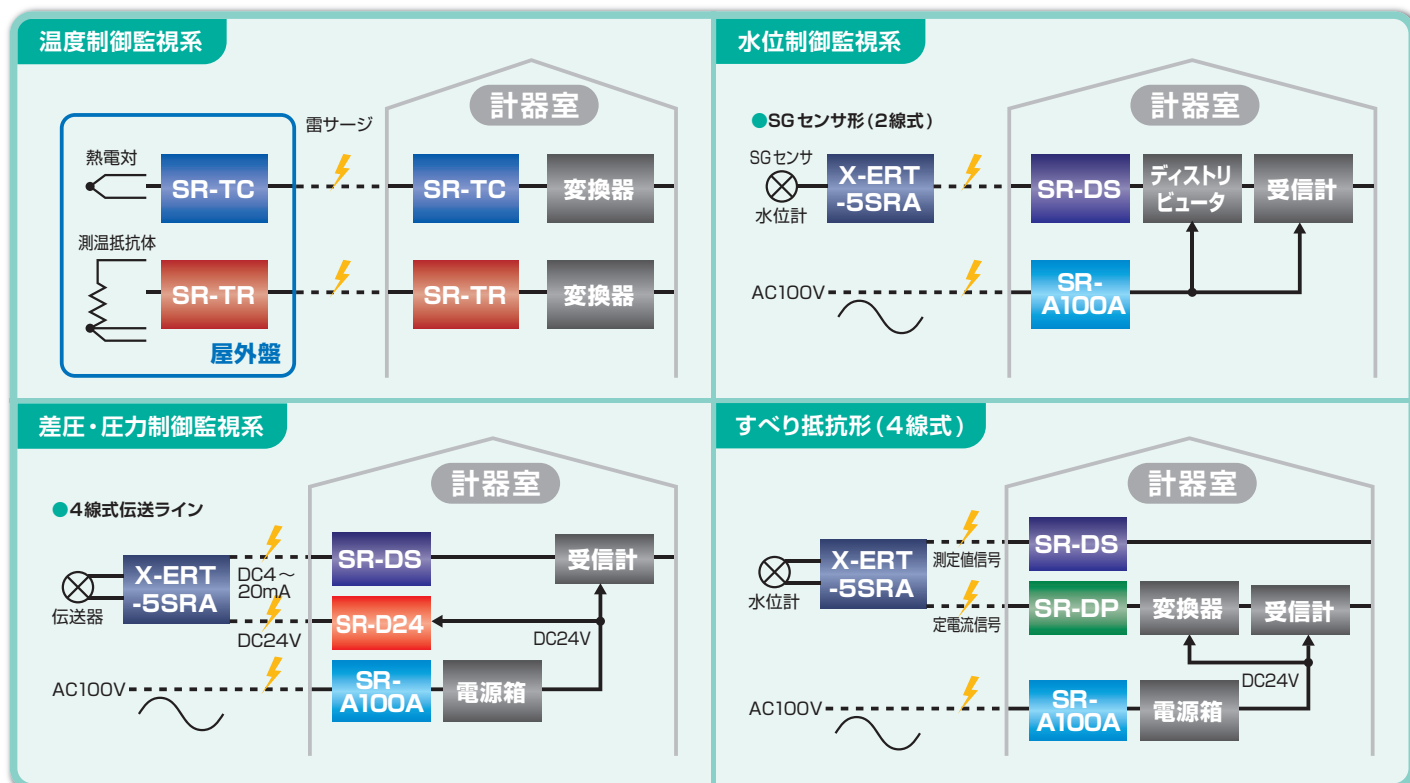 温度制御監視系
計器室
雷サージ
熱電対
SR-TC
SR-TC
変換器
測温抵抗体
SR-TR
SR-TR
変換器
屋外盤
水位制御監視系
計器室
●SGセンサ形(2線式)
SGセンサ
水位計
X-ERT
-5SRA
SR-DS
ディストリ
ビュータ
受信計
AC100V
SR-
A100A
差圧・圧力制御監視系
計器室
●4線式伝送ライン
伝送器
X-ERT
-5SRA
DC4～
20mA
DC24V
SR-DS
受信計
SR-D24
DC24V
AC100V
SR-
A100A
電源箱
すべり抵抗形(4線式)
計器室
水位計
X-ERT
-5SRA
測定値信号
SR-DS
定電流信号
SR-DP
変換器
受信計
DC24V
AC100V
SR-
A100A
電源箱